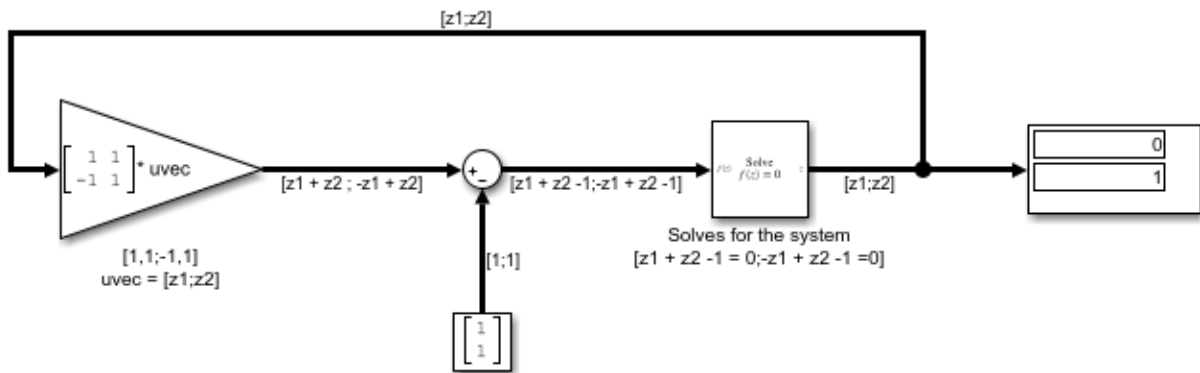 [z1;z2]
1 1
-1 1
* uvec
[z1 + z2 ; -z1 + z2]
+
−
[z1 + z2 -1;-z1 + z2 -1]
f(z)
Solve
f(z) = 0
z
[z1;z2]
0
1
[1,1;-1,1]
uvec = [z1;z2]
[1;1]
Solves for the system
[z1 + z2 -1 = 0;-z1 + z2 -1 =0]
1
1